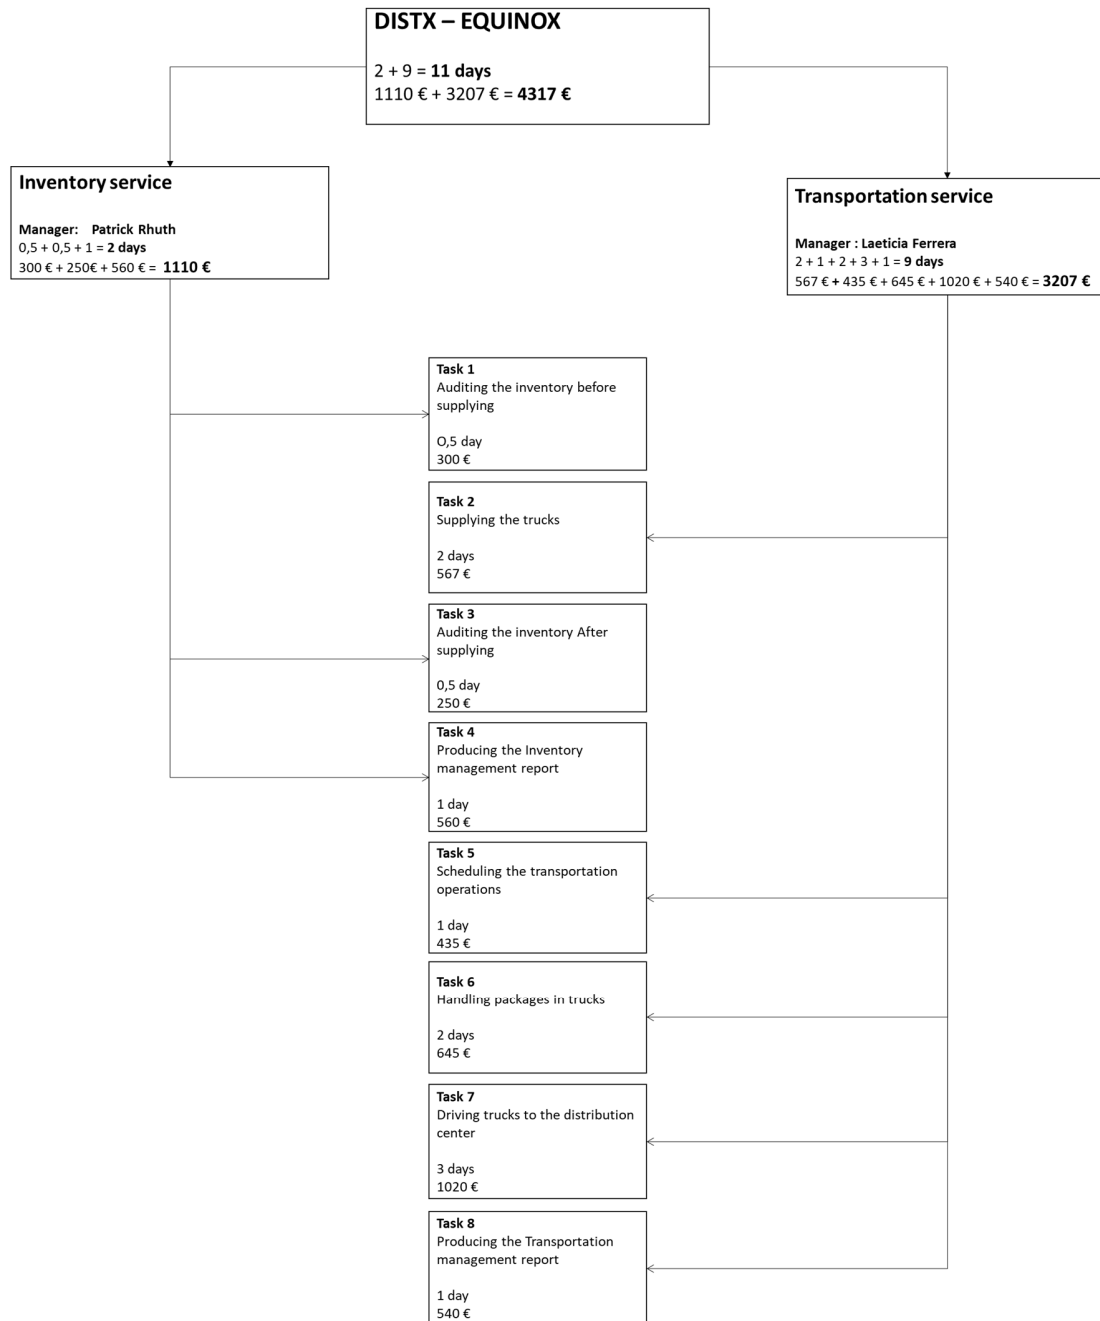 DISTX – EQUINOX
2 + 9 = 11 days
1110 € + 3207 € = 4317 €
Inventory service
Manager: Patrick Rhuth
0,5 + 0,5 + 1 = 2 days
300 € + 250€ + 560 € = 1110 €
Transportation service
Manager : Laeticia Ferrera
2 + 1 + 2 + 3 + 1 = 9 days
567 € + 435 € + 645 € + 1020 € + 540 € = 3207 €
Task 1
Auditing the inventory before
supplying
O,5 day
300 €
Task 2
Supplying the trucks
2 days
567 €
Task 3
Auditing the inventory After
supplying
0,5 day
250 €
Task 4
Producing the Inventory
management report
1 day
560 €
Task 5
Scheduling the transportation
operations
1 day
435 €
Task 6
Handling packages in trucks
2 days
645 €
Task 7
Driving trucks to the distribution
center
3 days
1020 €
Task 8
Producing the Transportation
management report
1 day
540 €